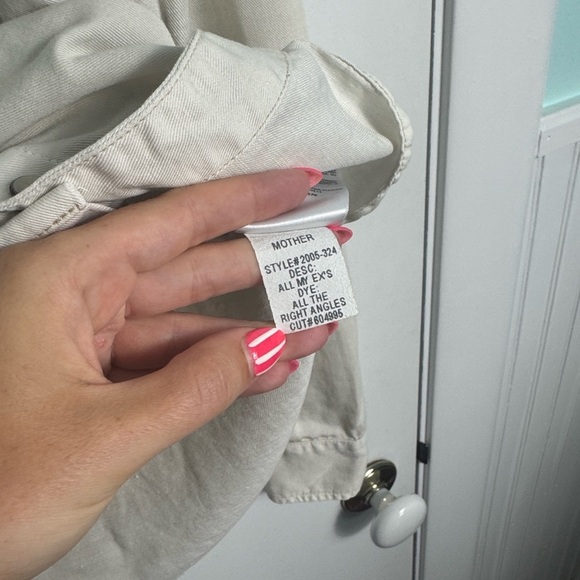 MOTHER
STYLE#2005-324
DESC:
ALL MY EX'S
DYE:
ALL THE
RIGHT ANGLES
CUT#604995